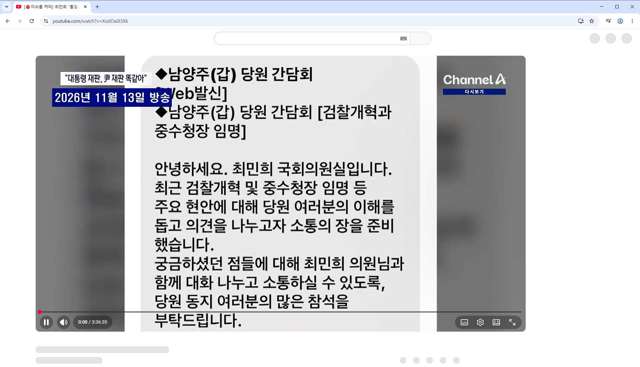 youtube.com/watch?v=
"대통령 재판, 尹 재판 똑같아"
2026년 11월 13일 방송
Channel A
다시보기
◆남양주(갑) 당원 간담회
[Web발신]
◆남양주(갑) 당원 간담회 [검찰개혁과
중수청장 임명]
안녕하세요. 최민희 국회의원실입니다.
최근 검찰개혁 및 중수청장 임명 등
주요 현안에 대해 당원 여러분의 이해를
돕고 의견을 나누고자 소통의 장을 준비
했습니다.
궁금하셨던 점들에 대해 최민희 의원님과
함께 대화 나누고 소통하실 수 있도록,
당원 동지 여러분의 많은 참석을
부탁드립니다.